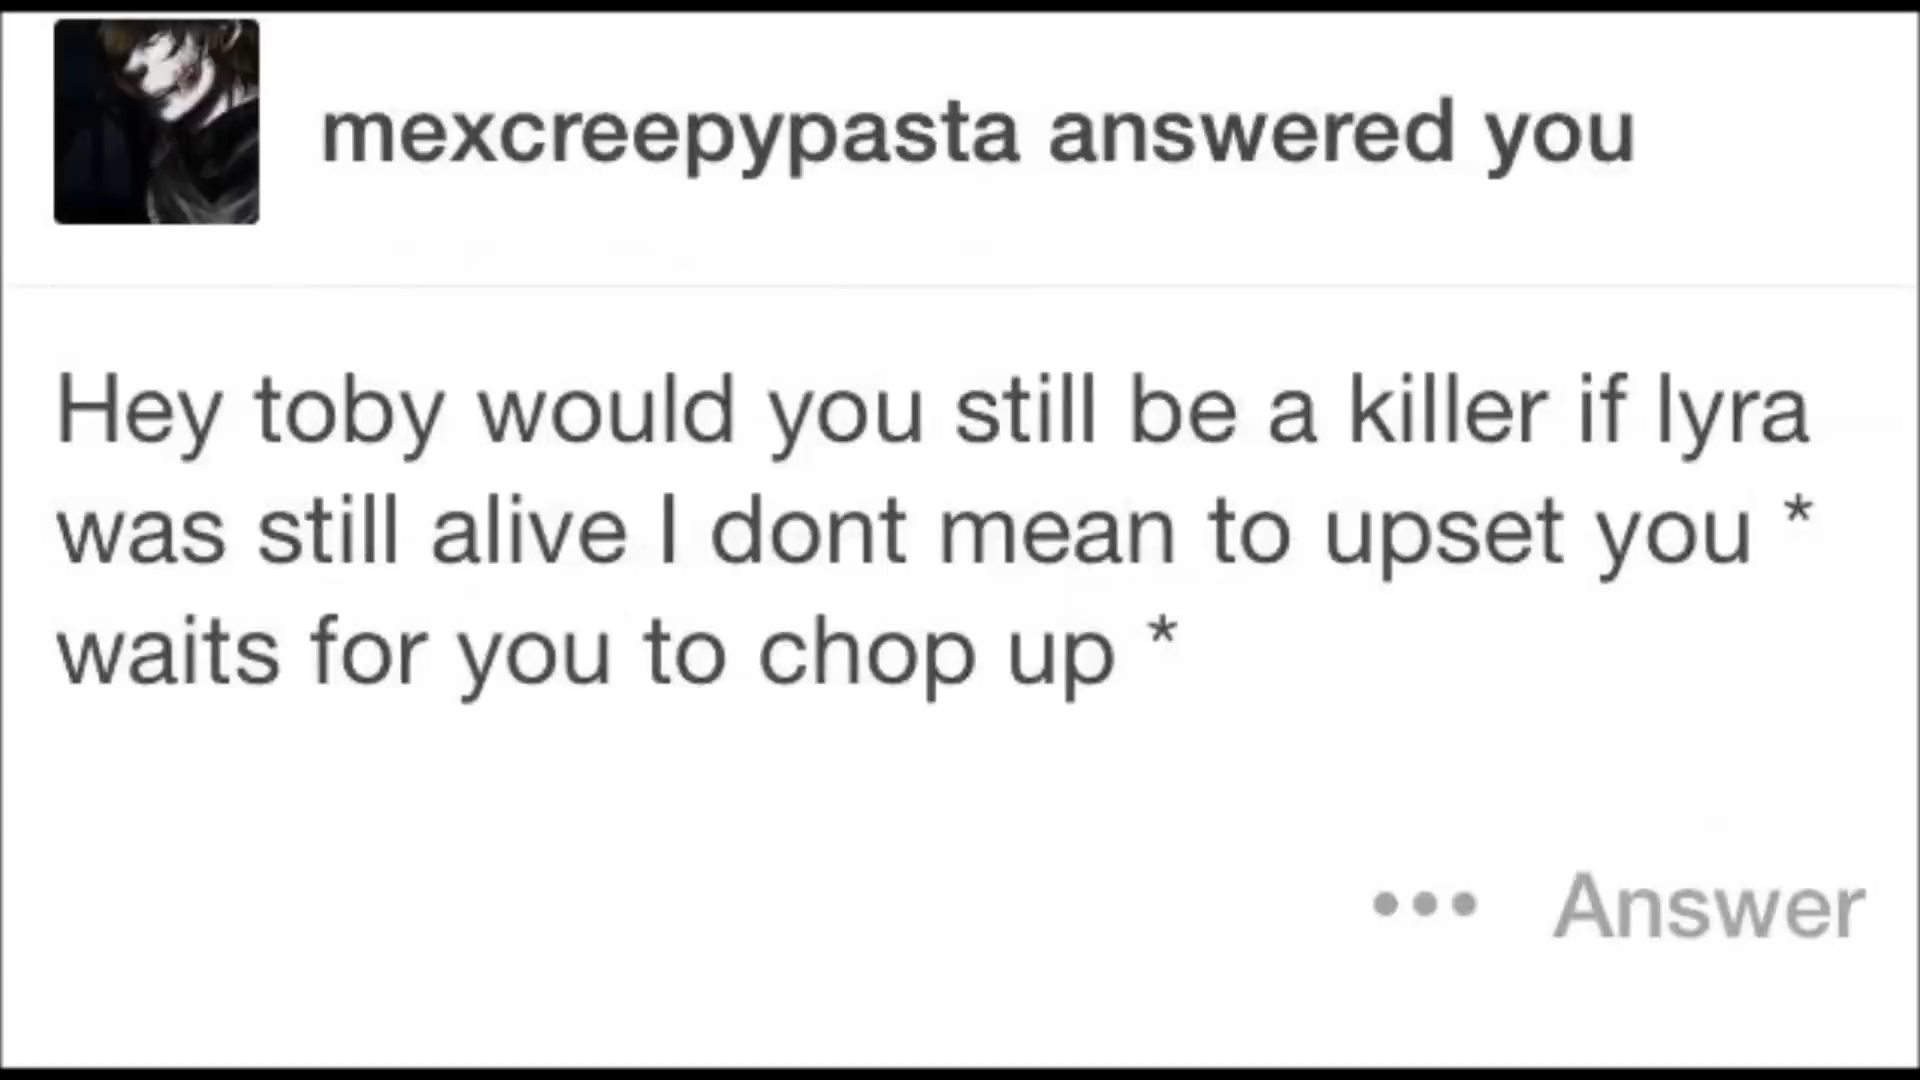 mexcreepypasta answered you
Hey toby would you still be a killer if lyra
was still alive I dont mean to upset you *
waits for you to chop up *
••• Answer